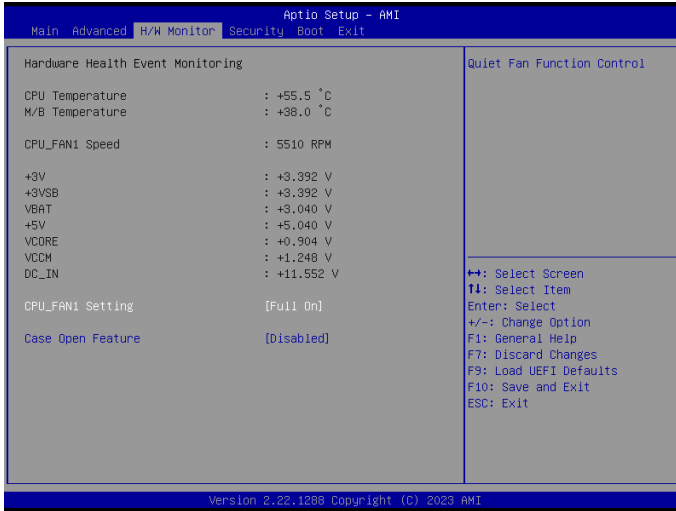 Aptio Setup - AMI
Main Advanced H/W Monitor Security Boot Exit
Hardware Health Event Monitoring
CPU Temperature : +55.5 °C
M/B Temperature : +38.0 °C
CPU_FAN1 Speed : 5510 RPM
+3V : +3.392 V
+3VSB : +3.392 V
VBAT : +3.040 V
+5V : +5.040 V
VCORE : +0.904 V
VCCM : +1.248 V
DC_IN : +11.552 V
CPU_FAN1 Setting [Full On]
Case Open Feature [Disabled]
Quiet Fan Function Control
↔: Select Screen
↑↓: Select Item
Enter: Select
+/-: Change Option
F1: General Help
F7: Discard Changes
F9: Load UEFI Defaults
F10: Save and Exit
ESC: Exit
Version 2.22.1288 Copyright (C) 2023 AMI